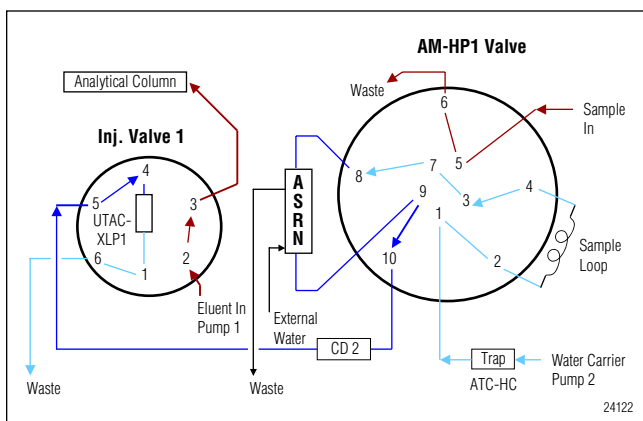 AM-HP1 Valve
Waste
6
Analytical Column
Sample
In
Inj. Valve 1
5
7
8
4
9
3
4
A
S
R
N
5
3
1
UTAC-
XLP1
10
2
Sample
Loop
6
2
1
Eluent In
Pump 1
External
Water
CD 2
Trap
Water Carrier
Pump 2
ATC-HC
Waste
Waste
24122